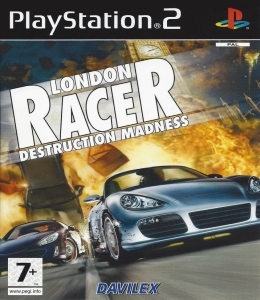 PlayStation®2
PAL
LONDON
RACER
DESTRUCTION MADNESS
7+
www.pegi.info
DAVILEX